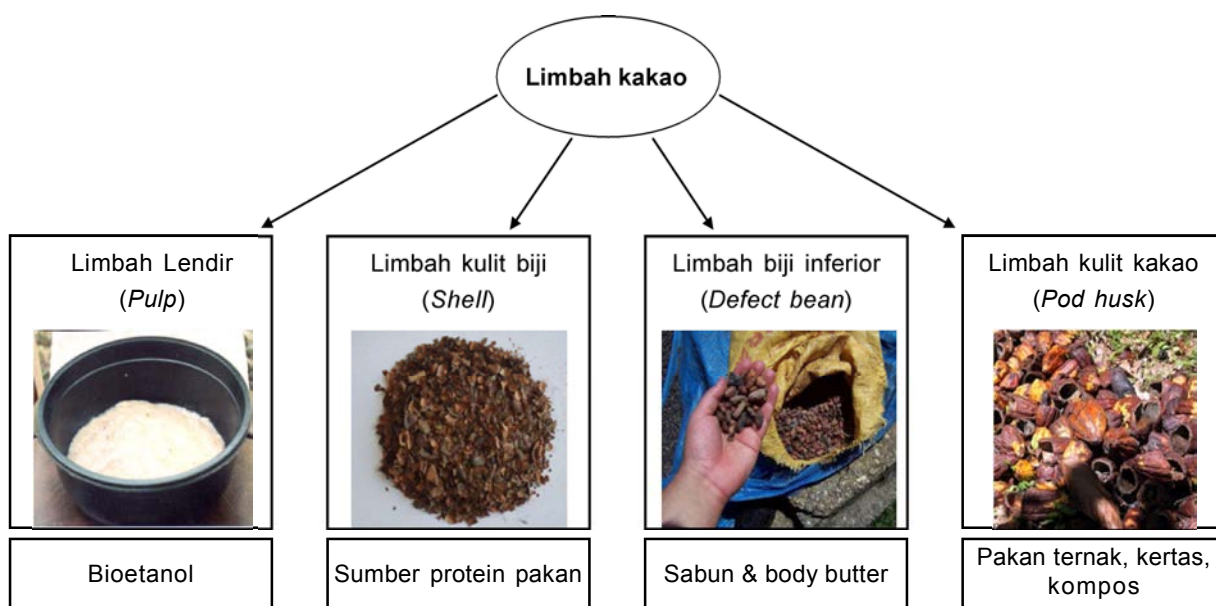 Limbah kakao
Limbah Lendir
(Pulp)
Bioetanol
Limbah kulit biji
(Shell)
Sumber protein pakan
Limbah biji inferior
(Defect bean)
Sabun & body butter
Limbah kulit kakao
(Pod husk)
Pakan ternak, kertas,
kompos